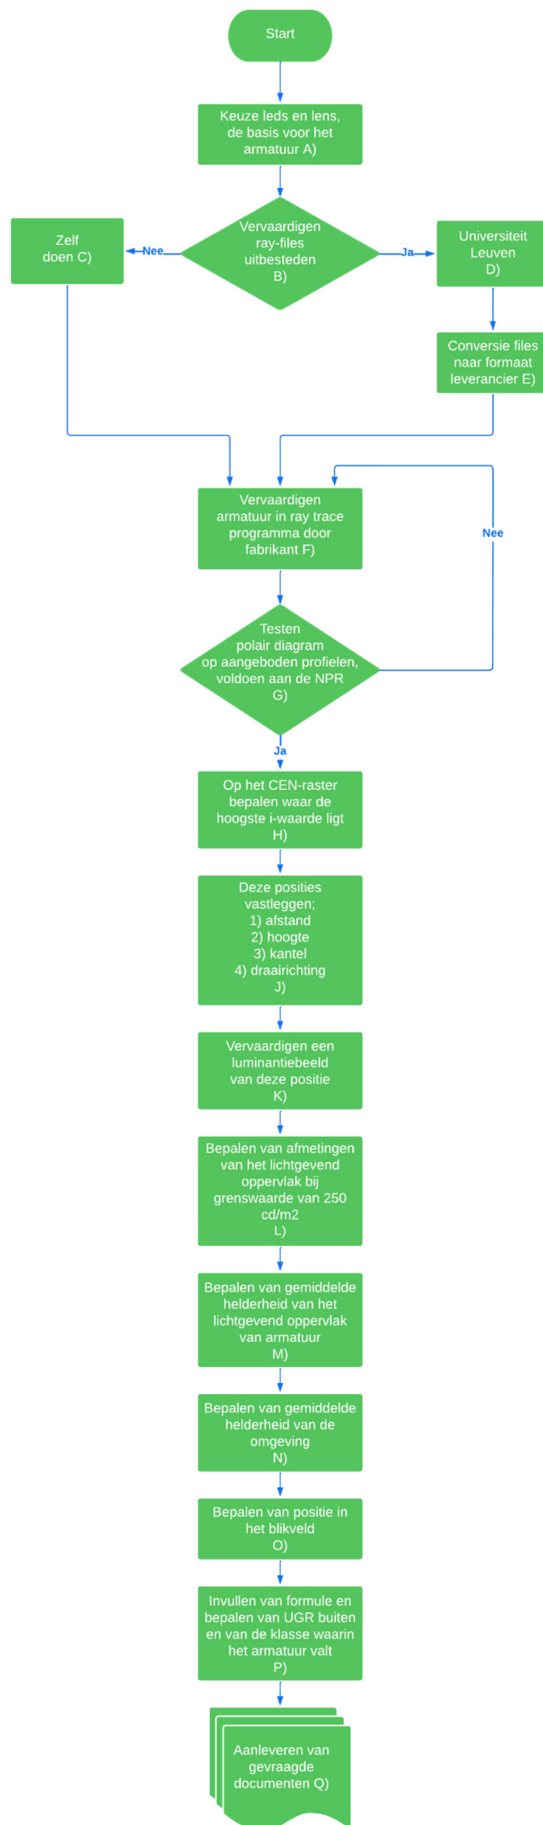 Start
Keuze leds en lens,
de basis voor het
armatuur A)
Vervaardigen
ray-files
uitbesteden
B)
Nee
Zelf
doen C)
Ja
Universiteit
Leuven
D)
Conversie files
naar formaat
leverancier E)
Vervaardigen
armatuur in ray trace
programma door
fabrikant F)
Nee
Testen
polair diagram
op aangeboden profielen,
voldoen aan de NPR
G)
Ja
Op het CEN-raster
bepalen waar de
hoogste i-waarde ligt
H)
Deze posities
vastleggen;
1) afstand
2) hoogte
3) kantel
4) draairichting
J)
Vervaardigen een
luminantiebeeld
van deze positie
K)
Bepalen van afmetingen
van het lichtgevend
oppervlak bij
grenswaarde van 250
cd/m2
L)
Bepalen van gemiddelde
helderheid van het
lichtgevend oppervlak
van armatuur
M)
Bepalen van gemiddelde
helderheid van de
omgeving
N)
Bepalen van positie in
het blikveld
O)
Invullen van formule en
bepalen van UGR buiten
en van de klasse waarin
het armatuur valt
P)
Aanleveren van
gevraagde
documenten Q)